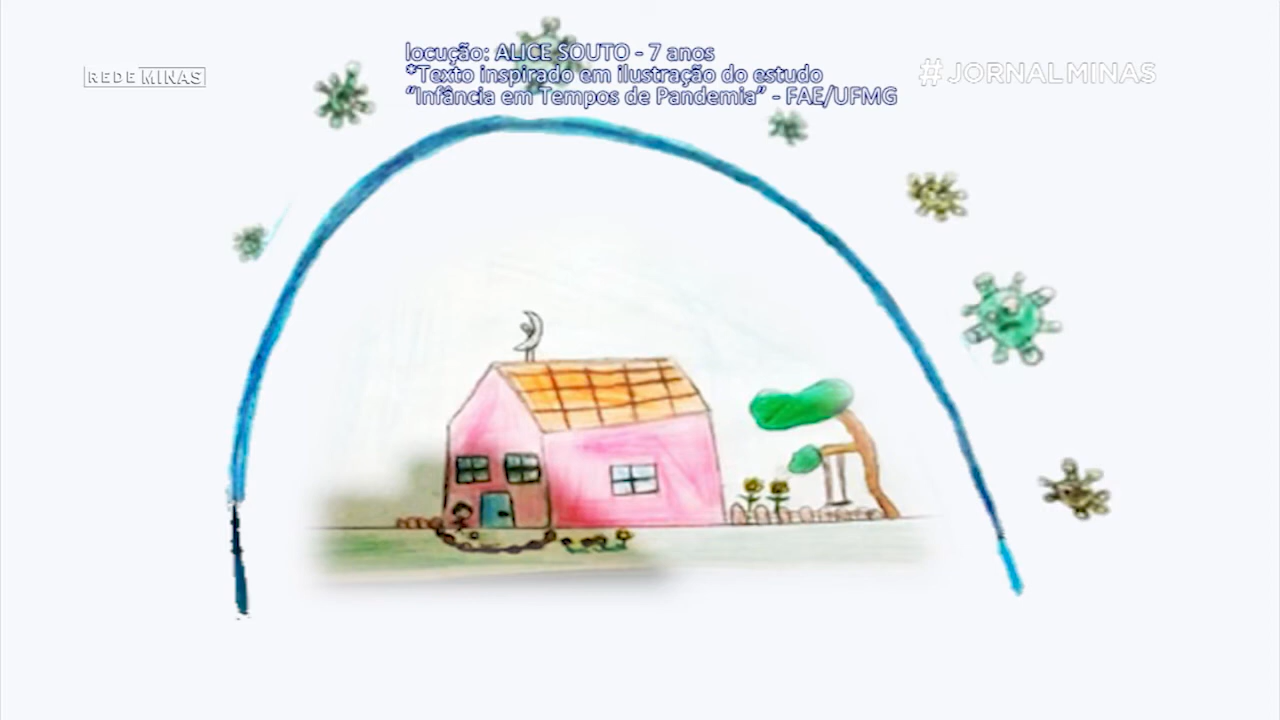 locução: ALICE SOUTO - 7 anos
*Texto inspirado em ilustração do estudo
"Infância em Tempos de Pandemia" - FAE/UFMG
REDE MINAS
#JORNALMINAS